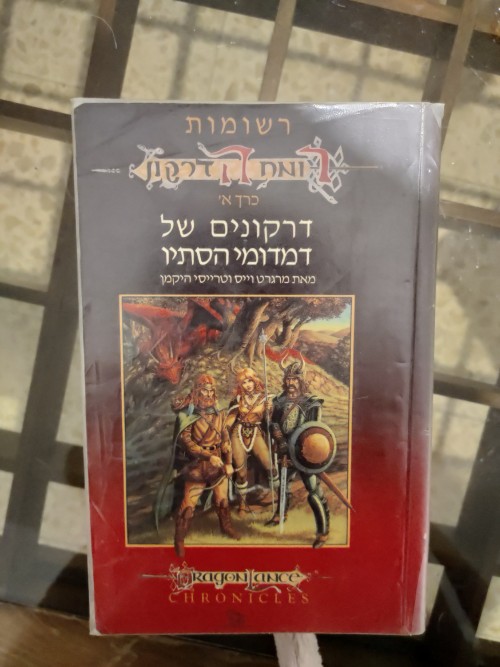 רשומות
רומח הדרקון
כרך א׳
דרקונים של
דמדומי הסתיו
מאת מרגרט וייס וטרייסי היקמן
DRAGONLANCE
CHRONICLES